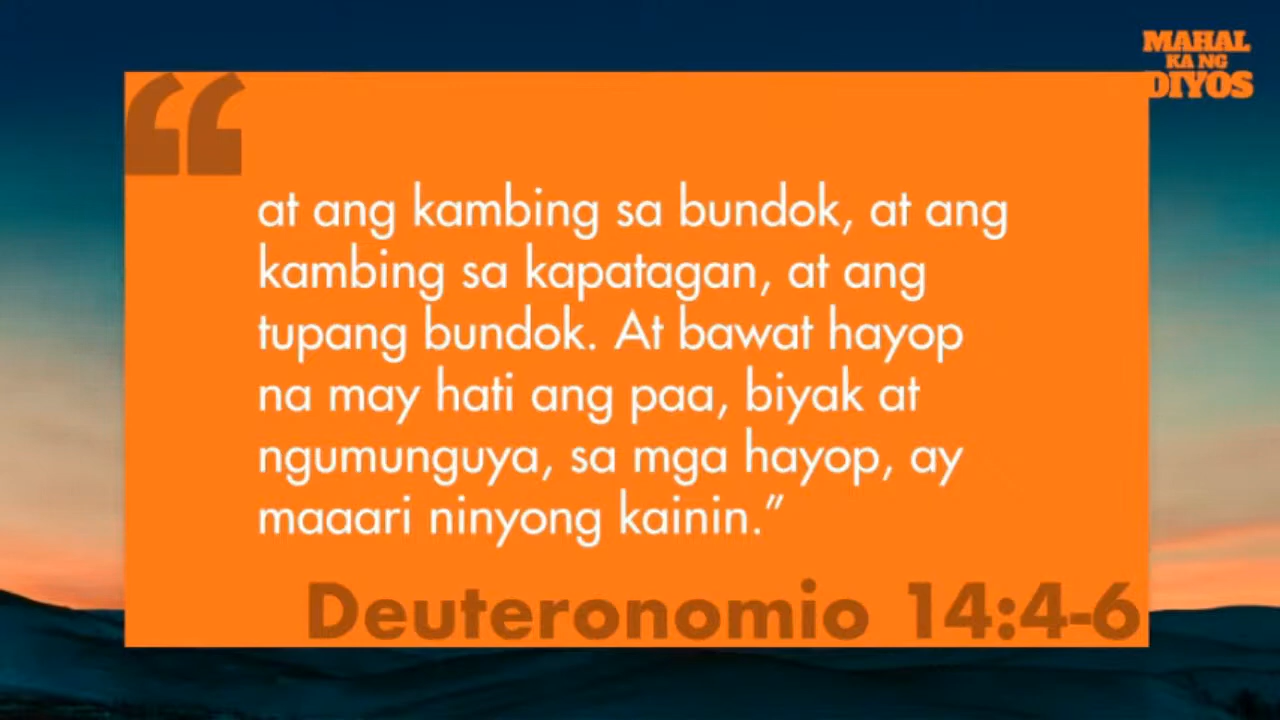 MAHAL
KA NG
DIYOS
“
at ang kambing sa bundok, at ang
kambing sa kapatagan, at ang
tupang bundok. At bawat hayop
na may hati ang paa, biyak at
ngumunguya, sa mga hayop, ay
maaari ninyong kainin.”
Deuteronomio 14:4-6